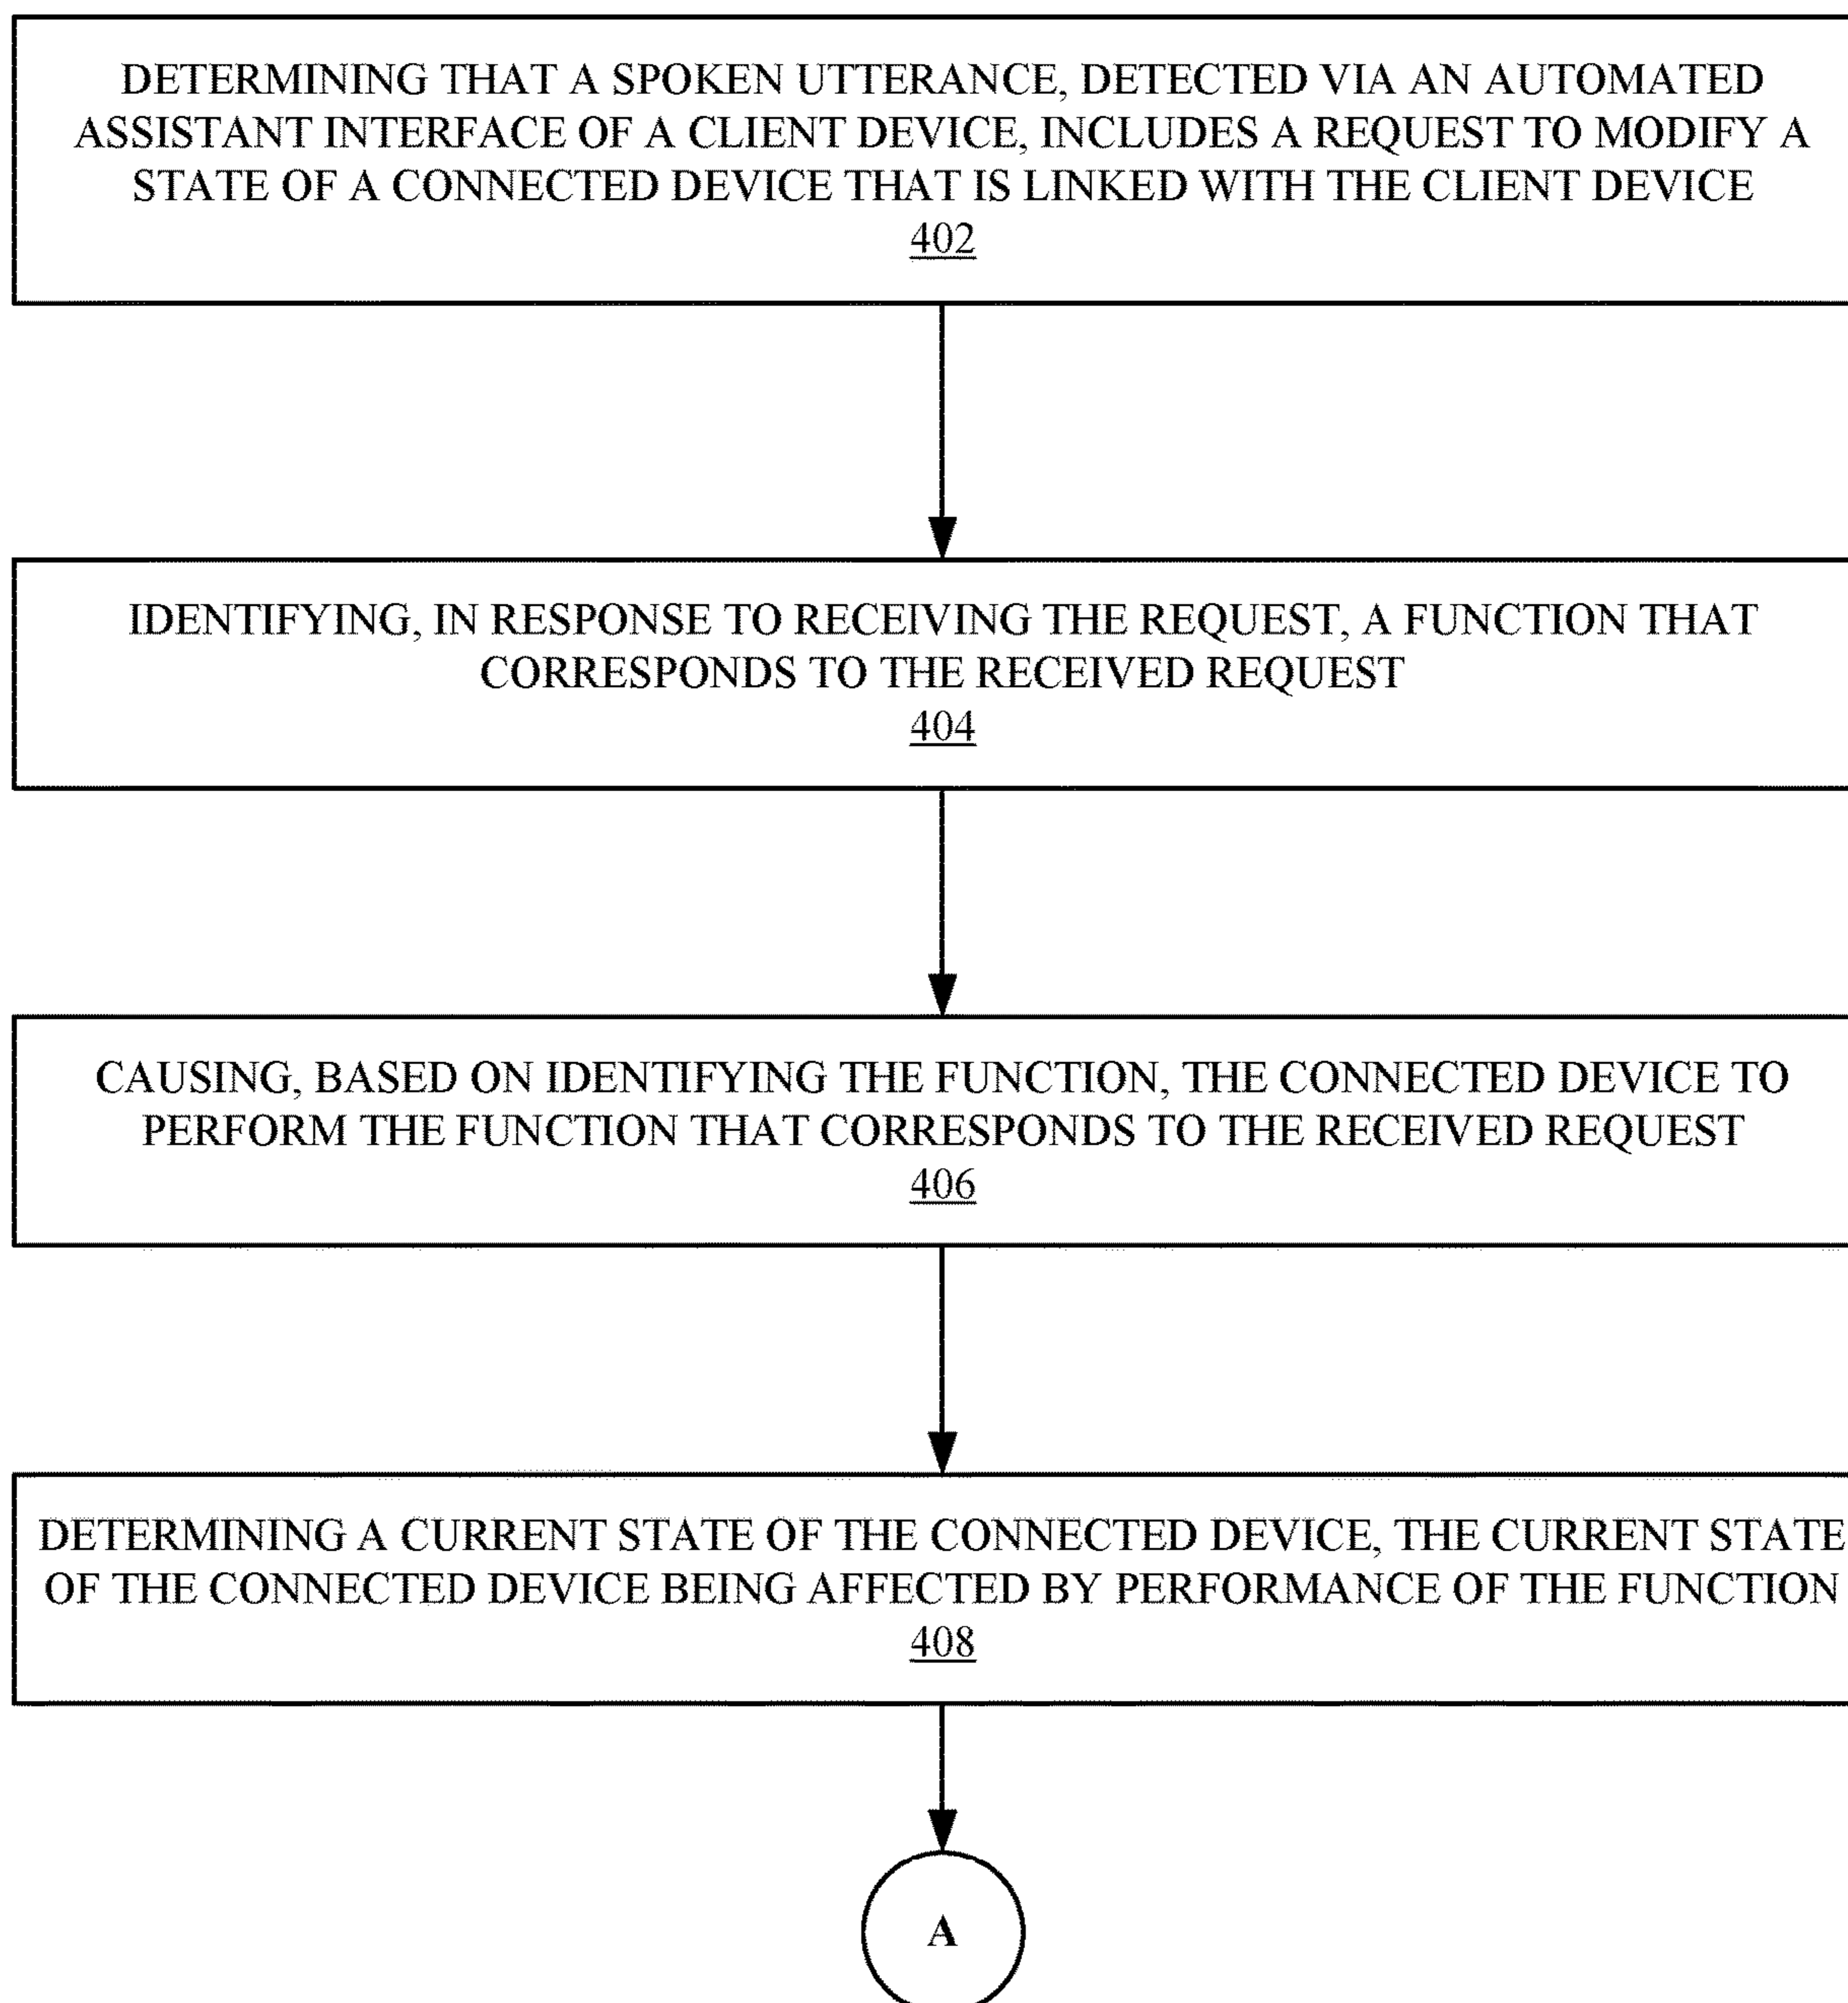 DETERMINING THAT A SPOKEN UTTERANCE, DETECTED VIA AN AUTOMATED
ASSISTANT INTERFACE OF A CLIENT DEVICE, INCLUDES A REQUEST TO MODIFY A
STATE OF A CONNECTED DEVICE THAT IS LINKED WITH THE CLIENT DEVICE
402
IDENTIFYING, IN RESPONSE TO RECEIVING THE REQUEST, A FUNCTION THAT
CORRESPONDS TO THE RECEIVED REQUEST
404
CAUSING, BASED ON IDENTIFYING THE FUNCTION, THE CONNECTED DEVICE TO
PERFORM THE FUNCTION THAT CORRESPONDS TO THE RECEIVED REQUEST
406
DETERMINING A CURRENT STATE OF THE CONNECTED DEVICE, THE CURRENT STATE
OF THE CONNECTED DEVICE BEING AFFECTED BY PERFORMANCE OF THE FUNCTION
408
A